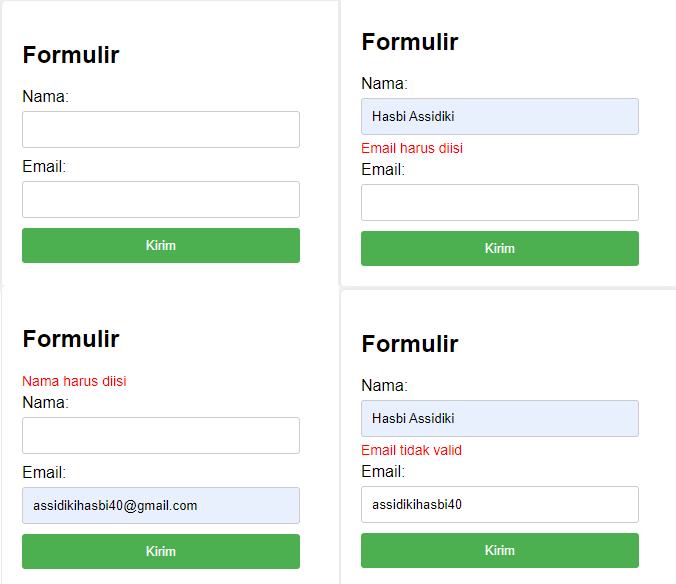 Formulir
Nama:
Email:
Kirim
Formulir
Nama:
Hasbi Assidiki
Email harus diisi
Email:
Kirim
Formulir
Nama harus diisi
Nama:
Email:
assidikihasbi40@gmail.com
Kirim
Formulir
Nama:
Hasbi Assidiki
Email tidak valid
Email:
assidikihasbi40
Kirim